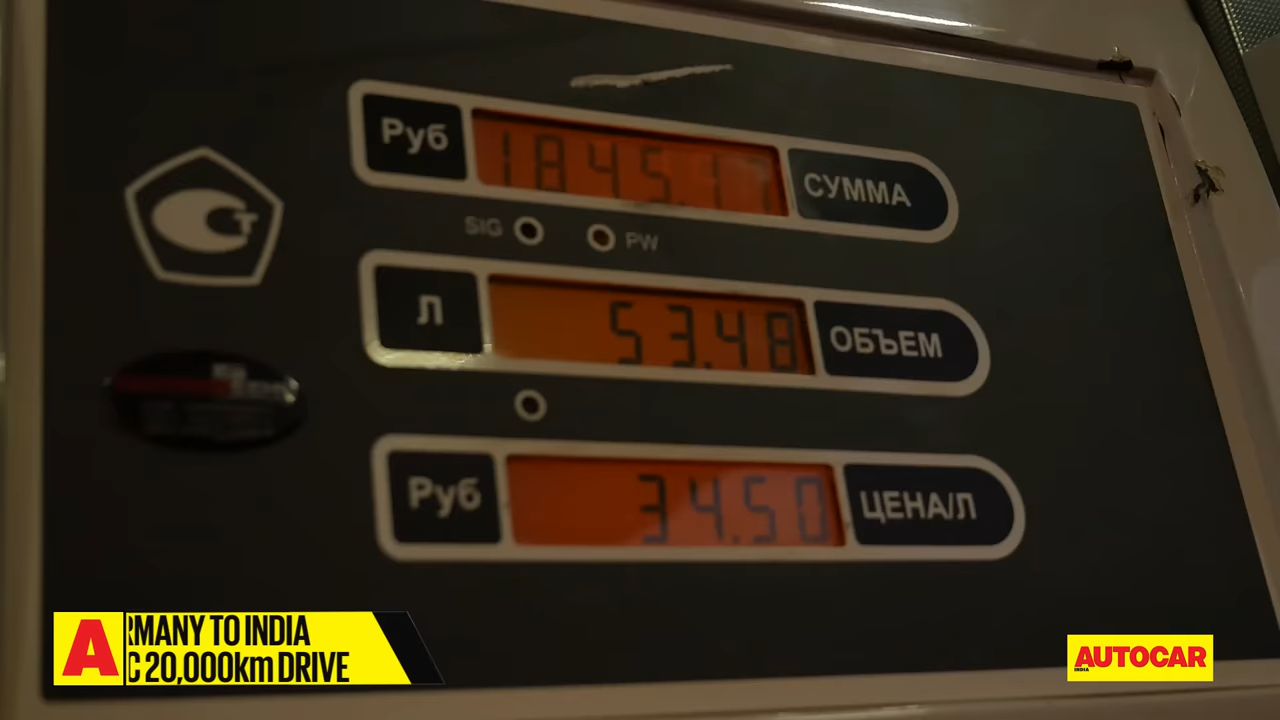 Руб 1845.17 СУММА
SIG PW
Л 53.48 ОБЪЕМ
Руб 34.50 ЦЕНА/Л
RMANY TO INDIA
A
C 20,000km DRIVE
AUTOCAR
INDIA